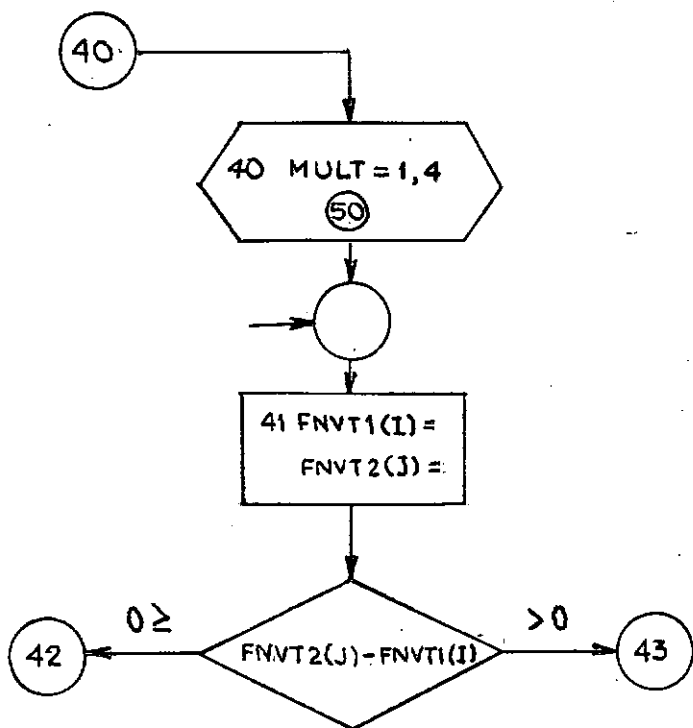 40
40 MULT = 1,4
50
41 FNVT1(I) =
FNVT2(J) =
0≥
>0
42
FNVT2(J)-FNVT1(I)
43